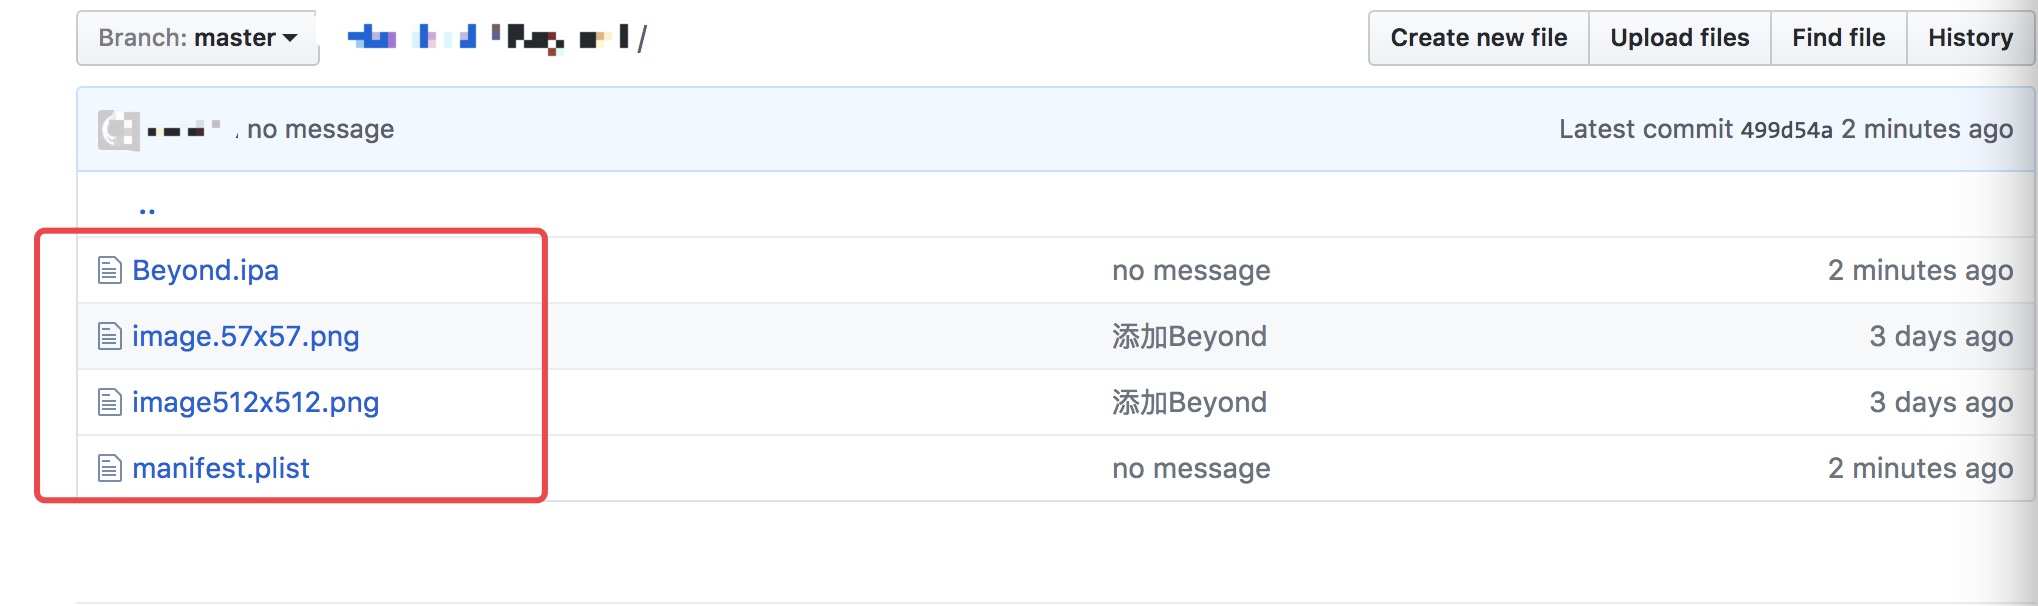 Branch: master
/
Create new file Upload files Find file History
no message Latest commit 499d54a 2 minutes ago
..
Beyond.ipa no message 2 minutes ago
image.57x57.png 添加Beyond 3 days ago
image512x512.png 添加Beyond 3 days ago
manifest.plist no message 2 minutes ago